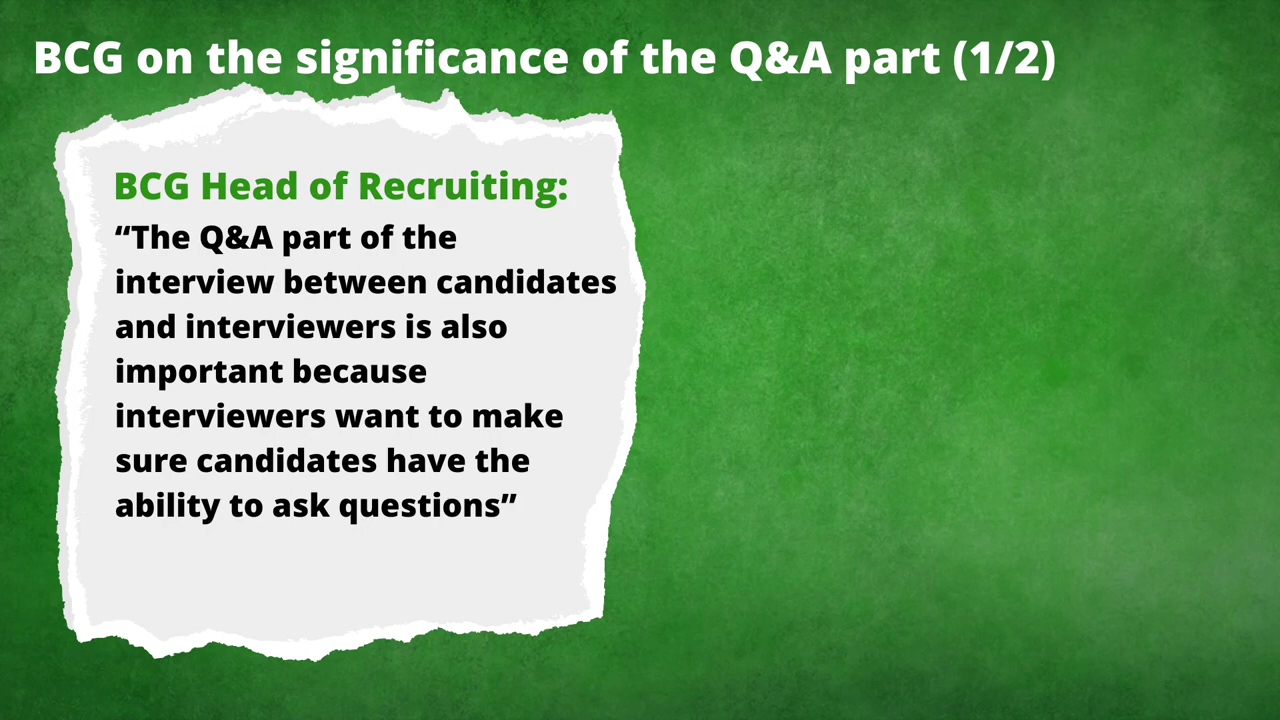 BCG on the significance of the Q&A part (1/2)
BCG Head of Recruiting:
“The Q&A part of the
interview between candidates
and interviewers is also
important because
interviewers want to make
sure candidates have the
ability to ask questions”